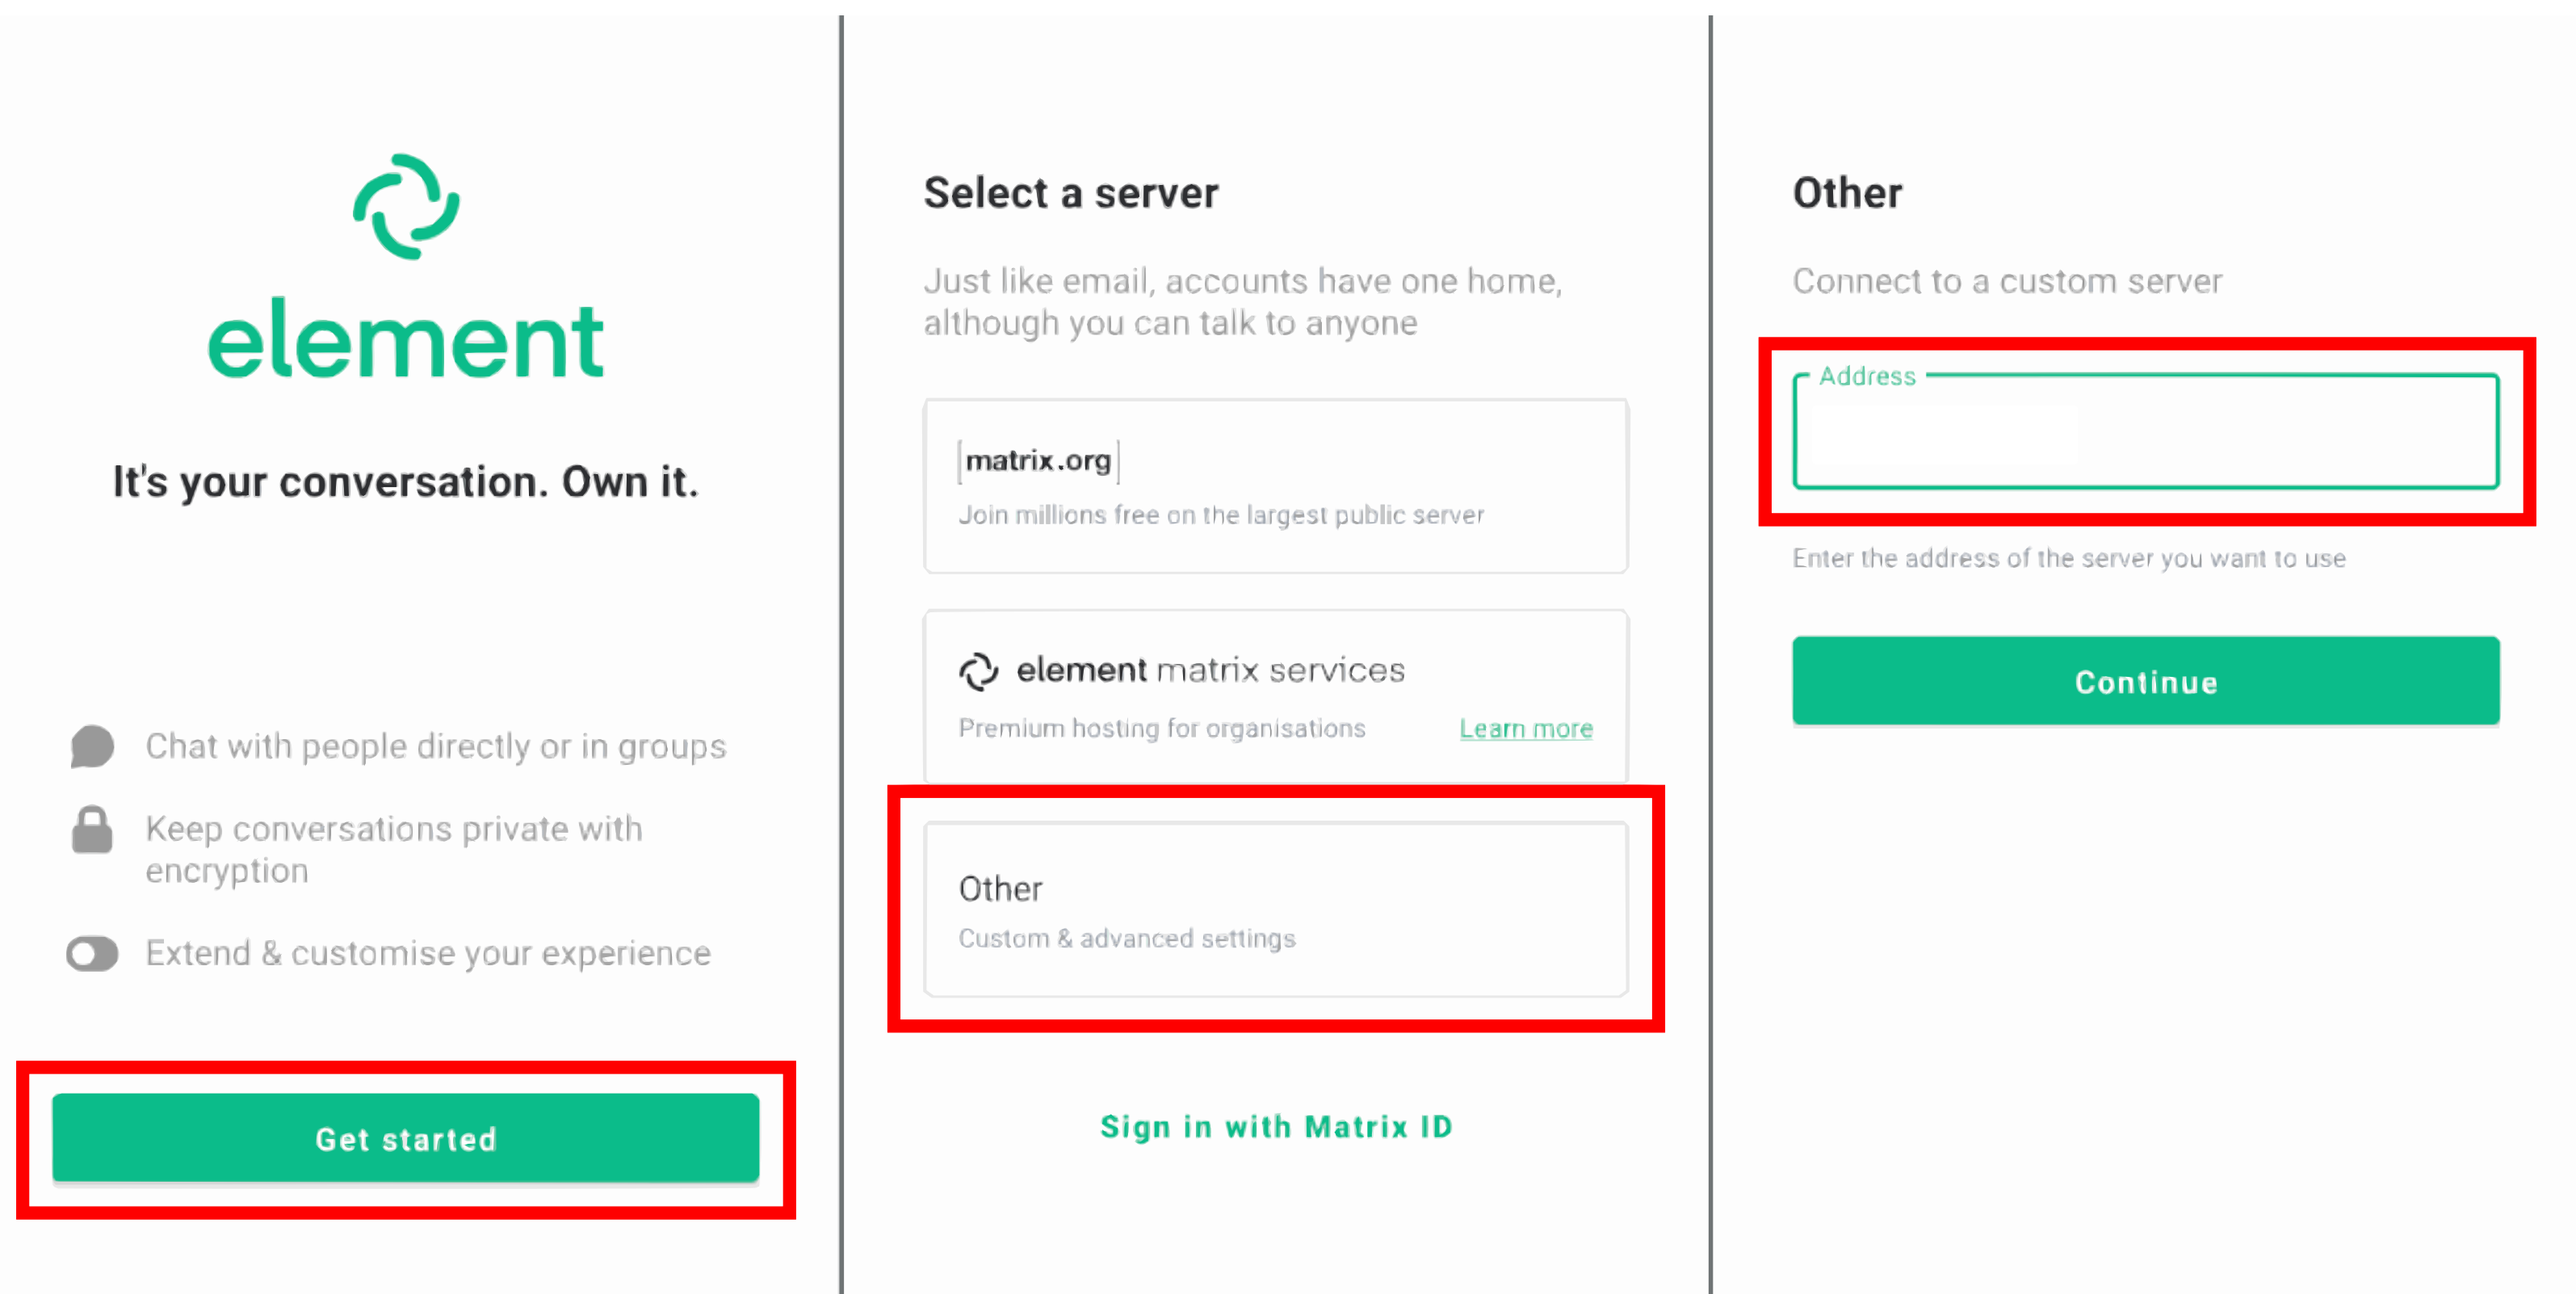 element
It's your conversation. Own it.
Chat with people directly or in groups
Keep conversations private with
encryption
Extend & customise your experience
Get started
Select a server
Just like email, accounts have one home,
although you can talk to anyone
[matrix.org]
Join millions free on the largest public server
element matrix services
Premium hosting for organisations Learn more
Other
Custom & advanced settings
Sign in with Matrix ID
Other
Connect to a custom server
Address
Enter the address of the server you want to use
Continue